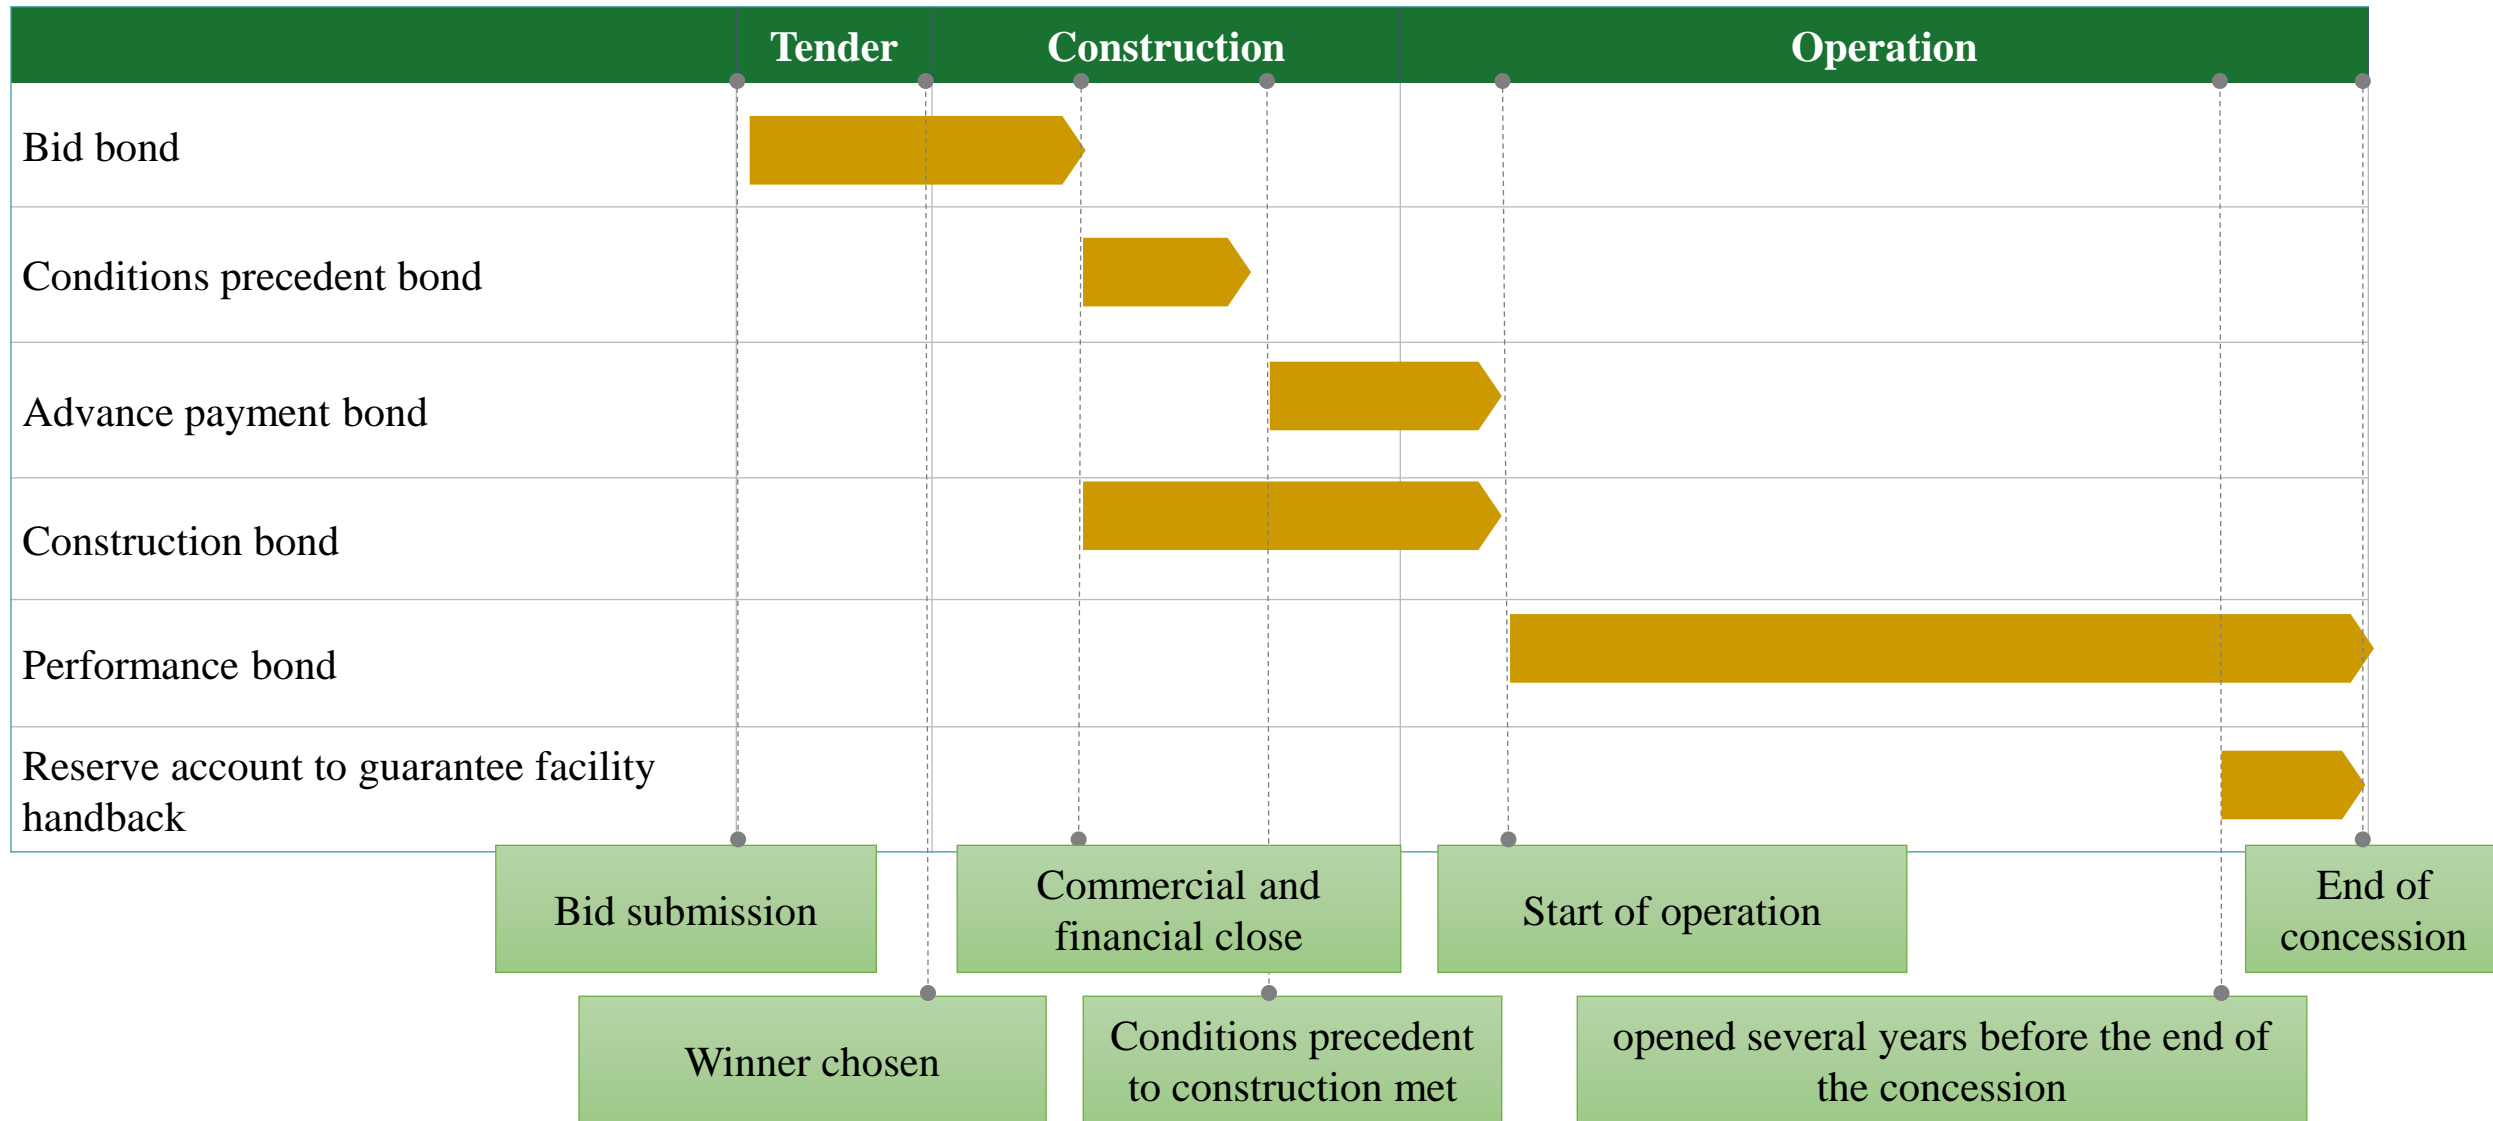 Tender
Construction
Operation
Bid bond
Conditions precedent bond
Advance payment bond
Construction bond
Performance bond
Reserve account to guarantee facility
handback
Bid submission
Commercial and
financial close
Start of operation
End of
concession
Winner chosen
Conditions precedent
to construction met
opened several years before the end of
the concession